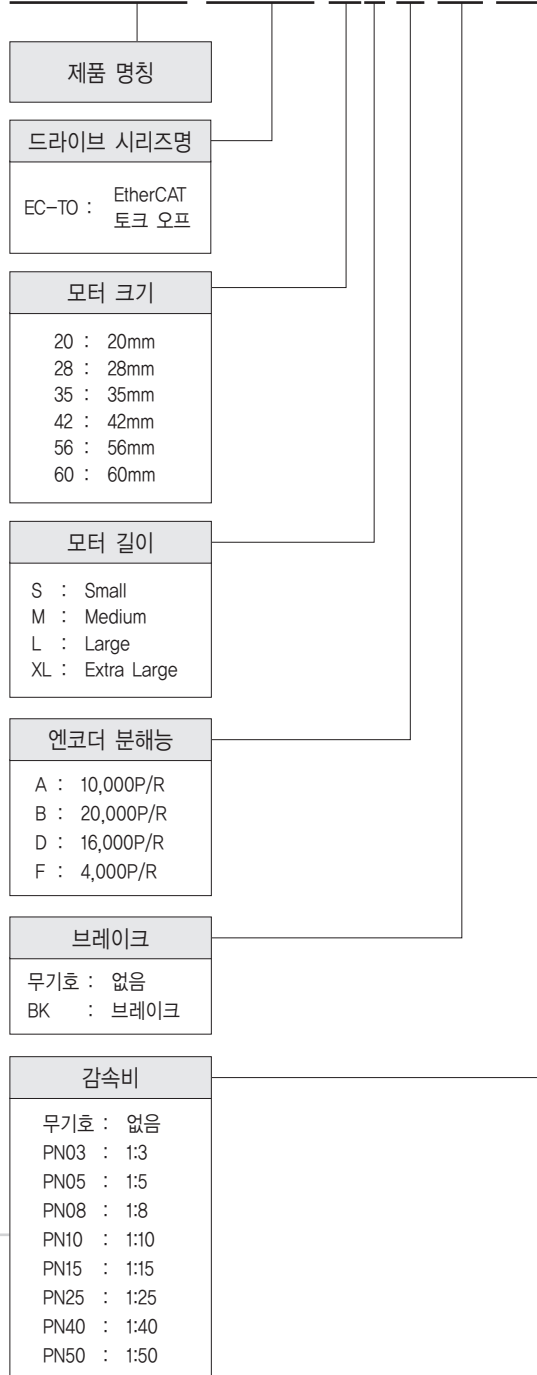 제품 명칭
드라이브 시리즈명
EC-TO : EtherCAT
토크 오프
모터 크기
20 : 20mm
28 : 28mm
35 : 35mm
42 : 42mm
56 : 56mm
60 : 60mm
모터 길이
S : Small
M : Medium
L : Large
XL : Extra Large
엔코더 분해능
A : 10,000P/R
B : 20,000P/R
D : 16,000P/R
F : 4,000P/R
브레이크
무기호 : 없음
BK : 브레이크
감속비
무기호 : 없음
PN03 : 1:3
PN05 : 1:5
PN08 : 1:8
PN10 : 1:10
PN15 : 1:15
PN25 : 1:25
PN40 : 1:40
PN50 : 1:50